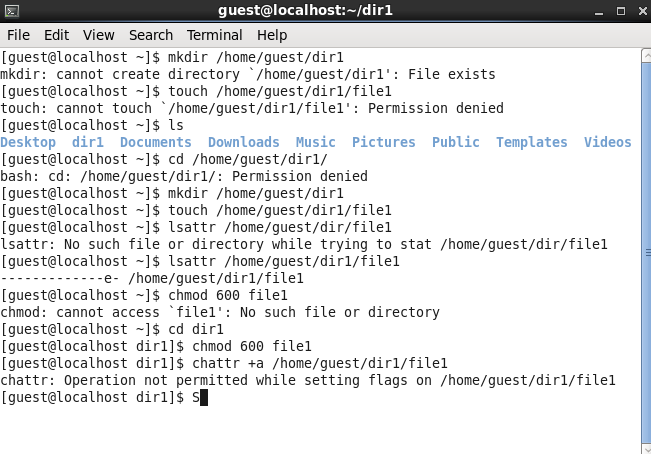 guest@localhost:~/dir1
File Edit View Search Terminal Help
[guest@localhost ~]$ mkdir /home/guest/dir1
mkdir: cannot create directory `/home/guest/dir1': File exists
[guest@localhost ~]$ touch /home/guest/dir1/file1
touch: cannot touch `/home/guest/dir1/file1': Permission denied
[guest@localhost ~]$ ls
Desktop  dir1  Documents  Downloads  Music  Pictures  Public  Templates  Videos
[guest@localhost ~]$ cd /home/guest/dir1/
bash: cd: /home/guest/dir1/: Permission denied
[guest@localhost ~]$ mkdir /home/guest/dir1
[guest@localhost ~]$ touch /home/guest/dir1/file1
[guest@localhost ~]$ lsattr /home/guest/dir/file1
lsattr: No such file or directory while trying to stat /home/guest/dir/file1
[guest@localhost ~]$ lsattr /home/guest/dir1/file1
-------------e- /home/guest/dir1/file1
[guest@localhost ~]$ chmod 600 file1
chmod: cannot access `file1': No such file or directory
[guest@localhost ~]$ cd dir1
[guest@localhost dir1]$ chmod 600 file1
[guest@localhost dir1]$ chattr +a /home/guest/dir1/file1
chattr: Operation not permitted while setting flags on /home/guest/dir1/file1
[guest@localhost dir1]$ S